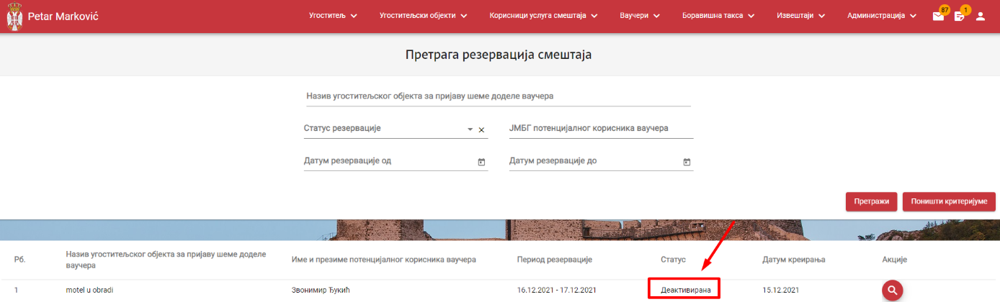 Petar Marković
Угоститељ Угоститељски објекти Корисници услуга смештаја Ваучери Боравишна такса Извештаји Администрација 87 1
Претрага резервација смештаја
Назив угоститељског објекта за пријаву шеме доделе ваучера
Статус резервације ЈМБГ потенцијалног корисника ваучера
Датум резервације од Датум резервације до
Претражи Поништи критеријуме
Рб. Назив угоститељског објекта за пријаву шеме доделе ваучера Име и презиме потенцијалног корисника ваучера Период резервације Статус Датум креирања Акције
1 motel u obradi Звонимир Ђукић 16.12.2021 - 17.12.2021 Деактивирана 15.12.2021